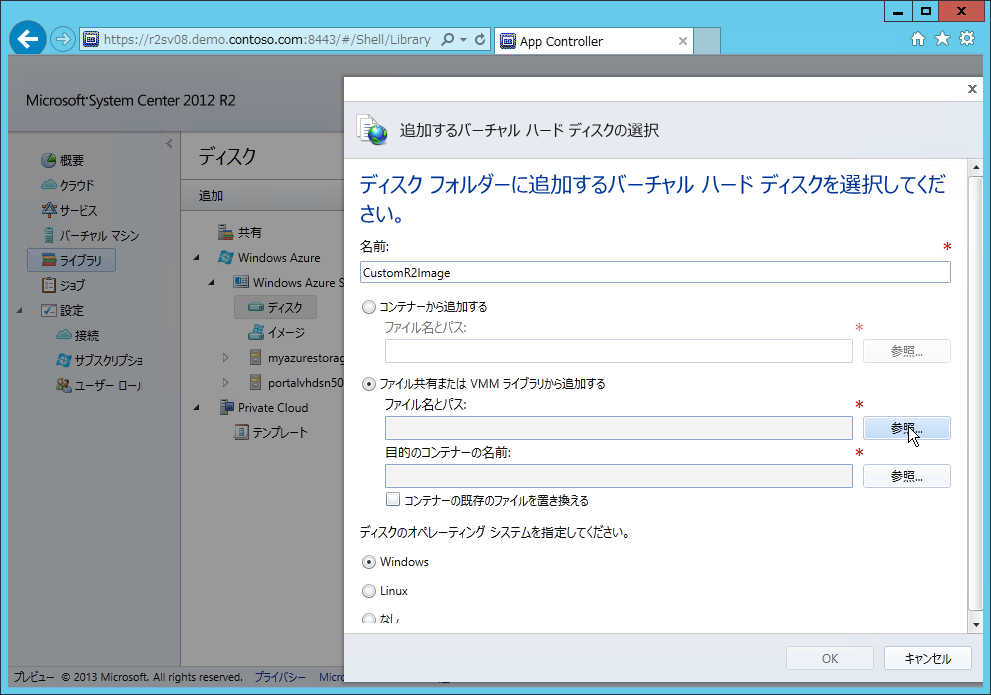 https://r2sv08.demo.contoso.com:8443/#/Shell/Library
App Controller
Microsoft System Center 2012 R2
概要
クラウド
サービス
バーチャル マシン
ライブラリ
ジョブ
設定
接続
サブスクリプショ
ユーザー ロール
ディスク
追加
共有
Windows Azure
Windows Azure S
ディスク
イメージ
myazurestorag
portalvhdsn50
Private Cloud
テンプレート
追加するバーチャル ハード ディスクの選択
ディスク フォルダーに追加するバーチャル ハード ディスクを選択してくだ
さい。
名前:
*
CustomR2Image
コンテナーから追加する
ファイル名とパス:
*
参照...
ファイル共有または VMM ライブラリから追加する
ファイル名とパス:
*
参照...
目的のコンテナーの名前:
*
参照...
コンテナーの既存のファイルを置き換える
ディスクのオペレーティング システムを指定してください。
Windows
Linux
なし
OK
キャンセル
プレビュー © 2013 Microsoft. All rights reserved. プライバシー Micro